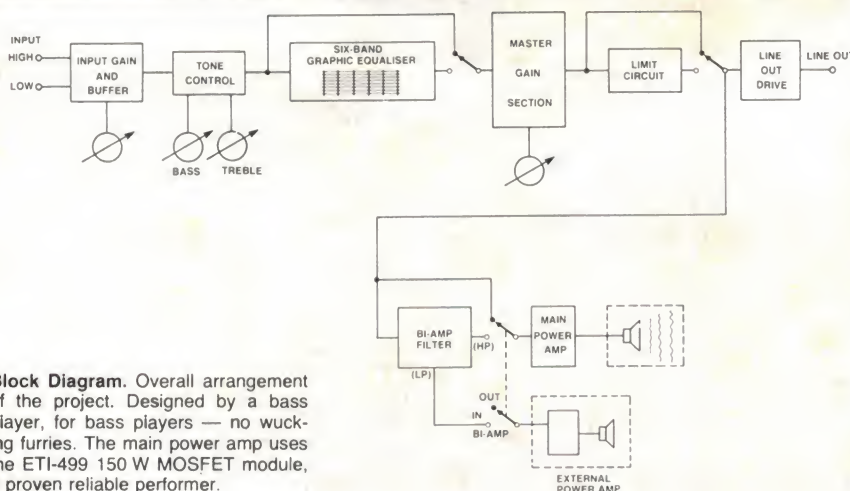 INPUT
HIGH
LOW
INPUT GAIN
AND
BUFFER
TONE
CONTROL
BASS
TREBLE
SIX-BAND
GRAPHIC EQUALISER
MASTER
GAIN
SECTION
LIMIT
CIRCUIT
LINE
OUT
DRIVE
LINE OUT
BI-AMP
FILTER
(HP)
(LP)
MAIN
POWER
AMP
OUT
IN
BI-AMP
EXTERNAL
POWER AMP
Block Diagram. Overall arrangement
of the project. Designed by a bass
player, for bass players — no wuck-
ing furries. The main power amp uses
the ETI-499 150 W MOSFET module,
a proven reliable performer.